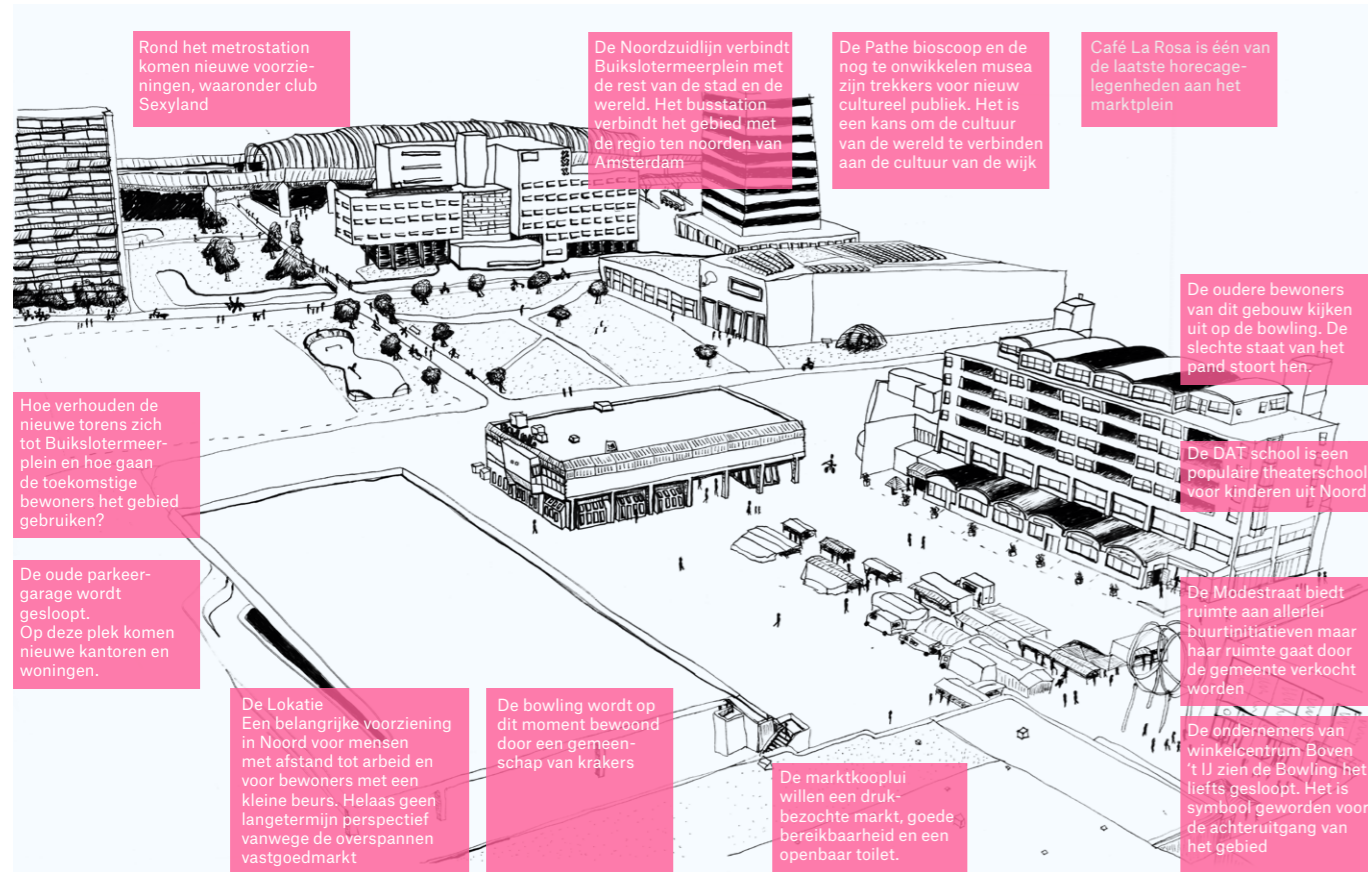 Rond het metrostation
komen nieuwe voorzie-
ningen, waaronder club
Sexyland
De Noordzuidlijn verbindt
Buikslotermeerplein met
de rest van de stad en de
wereld. Het busstation
verbindt het gebied met
de regio ten noorden van
Amsterdam
De Pathe bioscoop en de
nog te onwikkelen musea
zijn trekkers voor nieuw
cultureel publiek. Het is
een kans om de cultuur
van de wereld te verbinden
aan de cultuur van de wijk
Café La Rosa is één van
de laatste horecage-
legenheden aan het
marktplein
De oudere bewoners
van dit gebouw kijken
uit op de bowling. De
slechte staat van het
pand stoort hen.
Hoe verhouden de
nieuwe torens zich
tot Buikslotermeer-
plein en hoe gaan
de toekomstige
bewoners het gebied
gebruiken?
De DAT school is een
populaire theaterschool
voor kinderen uit Noord
De oude parkeer-
garage wordt
gesloopt.
Op deze plek komen
nieuwe kantoren en
woningen.
De Modestraat biedt
ruimte aan allerlei
buurtinitiatieven maar
haar ruimte gaat door
de gemeente verkocht
worden
De Lokatie
Een belangrijke voorziening
in Noord voor mensen
met afstand tot arbeid en
voor bewoners met een
kleine beurs. Helaas geen
langetermijn perspectief
vanwege de overspannen
vastgoedmarkt
De bowling wordt op
dit moment bewoond
door een gemeen-
schap van krakers
De marktkooplui
willen een druk-
bezochte markt, goede
bereikbaarheid en een
openbaar toilet.
De ondernemers van
winkelcentrum Boven
‘t IJ zien de Bowling het
liefts gesloopt. Het is
symbool geworden voor
de achteruitgang van
het gebied